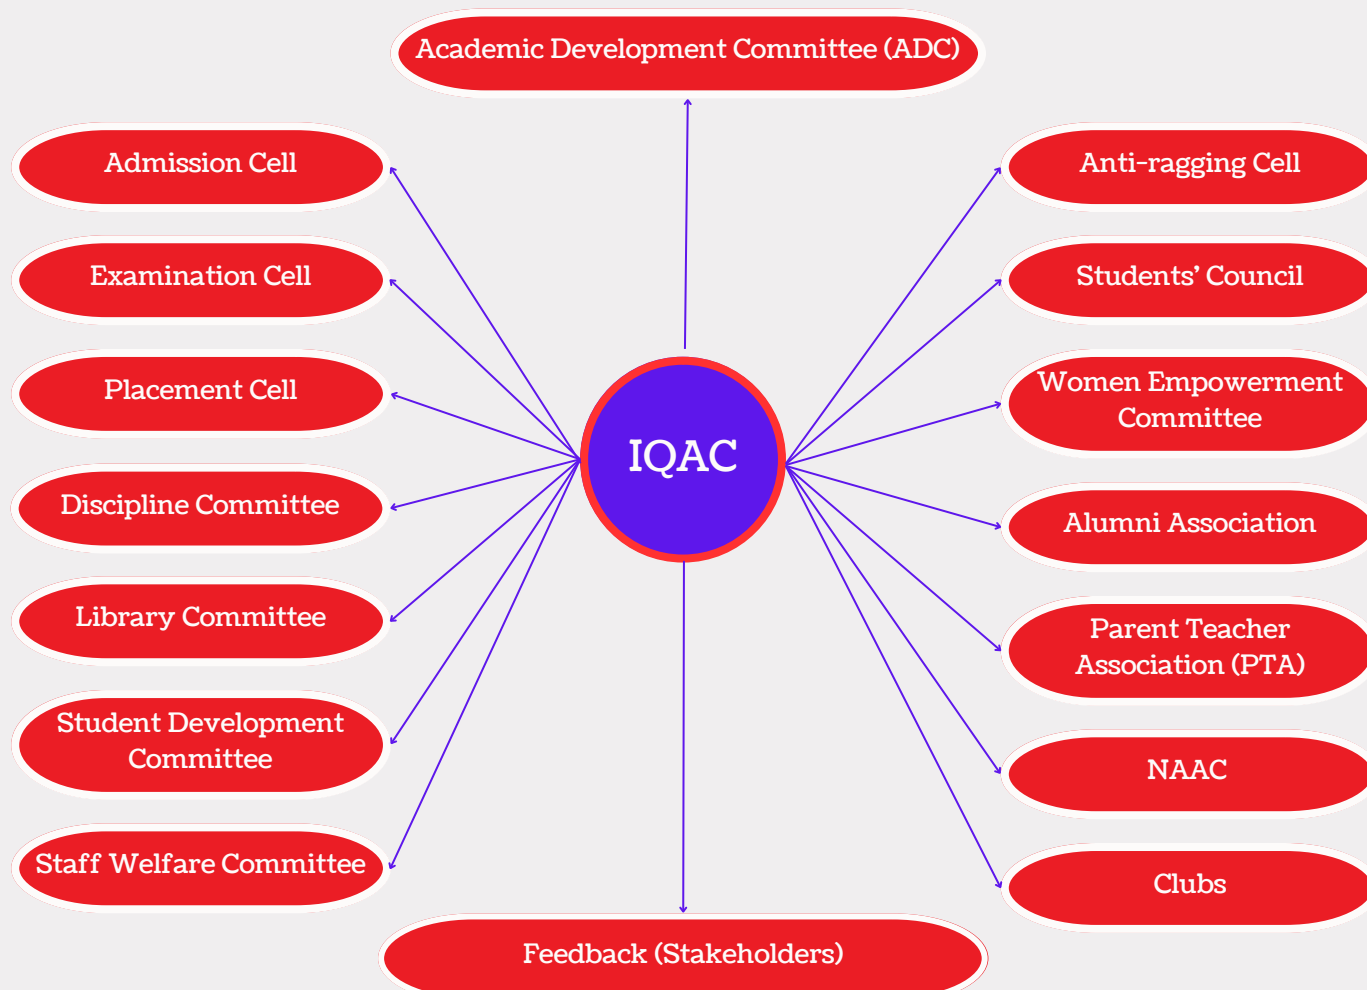 Academic Development Committee (ADC)
Admission Cell
Examination Cell
Placement Cell
Discipline Committee
Library Committee
Student Development
Committee
Staff Welfare Committee
IQAC
Anti-ragging Cell
Students’ Council
Women Empowerment
Committee
Alumni Association
Parent Teacher
Association (PTA)
NAAC
Clubs
Feedback (Stakeholders)